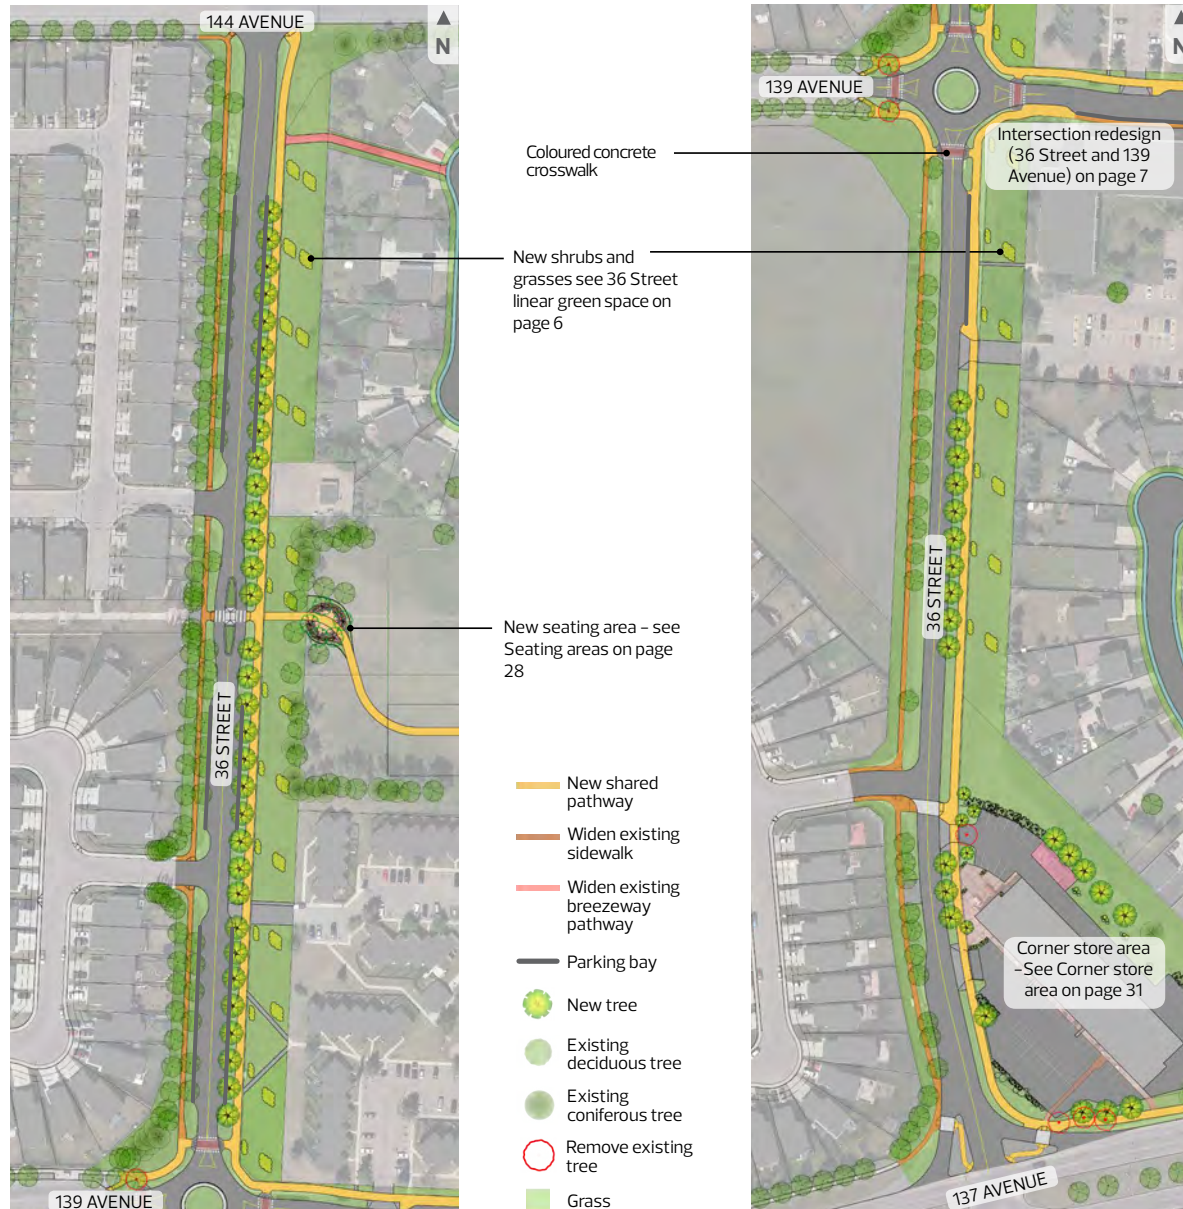 144 AVENUE
N
36 STREET
139 AVENUE
Coloured concrete
crosswalk
New shrubs and
grasses see 36 Street
linear green space on
page 6
New seating area – see
Seating areas on page
28
New shared
pathway
Widen existing
sidewalk
Widen existing
breezeway
pathway
Parking bay
New tree
Existing
deciduous tree
Existing
coniferous tree
Remove existing
tree
Grass
N
139 AVENUE
Intersection redesign
(36 Street and 139
Avenue) on page 7
36 STREET
Corner store area
–See Corner store
area on page 31
137 AVENUE